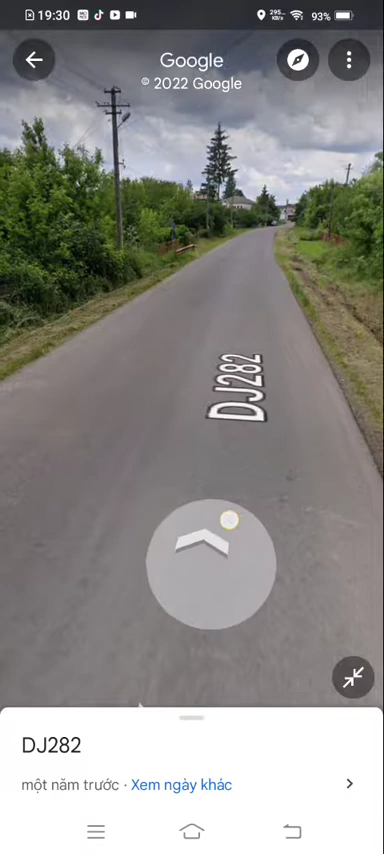 19:30
295...
KB/s
93%
Google
© 2022 Google
DJ282
DJ282
một năm trước · Xem ngày khác